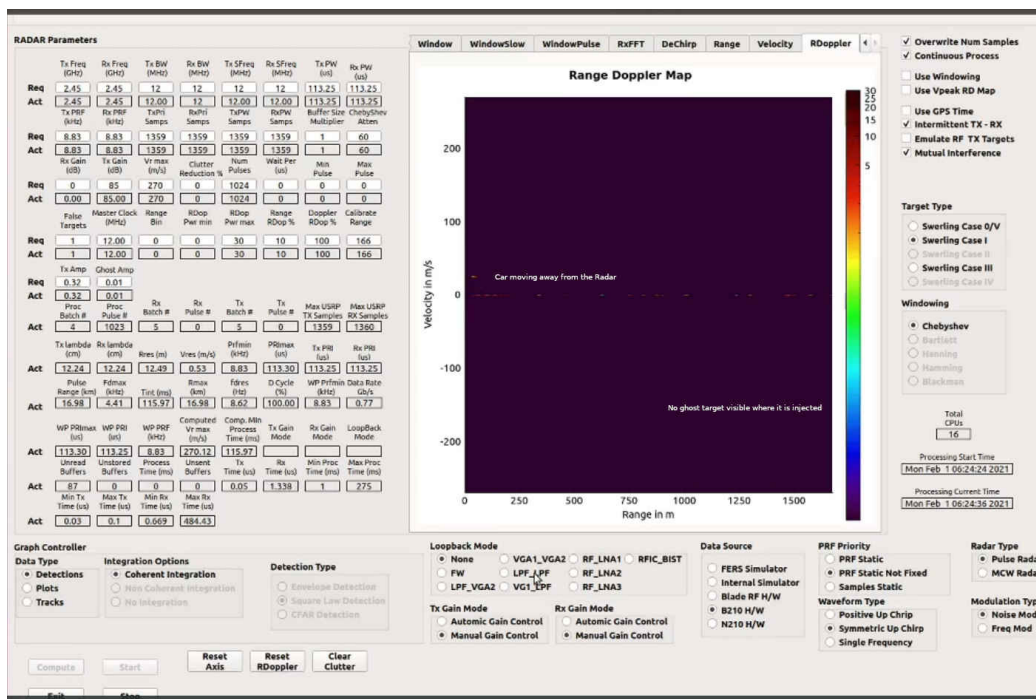 RADAR Parameters
Window WindowSlow WindowPulse RxFFT DeChirp Range Velocity RDoppler
Tx Freq (GHz) Rx Freq (GHz) Tx BW (MHz) Rx BW (MHz) Tx SFreq (MHz) Rx SFreq (MHz) Tx PW (us) Rx PW (us)
Req 2.45 2.45 12 12 12 12 113.25 113.25
Act 2.45 2.45 12.00 12 12.00 12 113.25 113.25
Tx PRF (kHz) Rx PRF (kHz) TxPri Samps RxPri Samps TxPW Samps RxPW Samps Buffer Size Multiplier ChebyShev Atten
Req 8.83 8.83 1359 1359 1359 1359 1 60
Act 8.83 8.83 1359 1359 1359 1359 1 60
Rx Gain (dB) Tx Gain (dB) Vr max (m/s) Clutter Reduction % Num Pulses Wait Per (us) Min Pulse Max Pulse
Req 0 85 270 0 1024
Act 0.00 85.00 270 0 1024
False Targets Master Clock (MHz) Range Bin RDop Pwr min RDop Pwr max Range RDop % Doppler RDop % Calibrate Range
Req 1 12.00 0 0 30 10 100 166
Act 1 12.00 0 0 30 10 100 166
Tx Amp Ghost Amp
Req 0.32 0.01
Act 0.32 0.01
Proc Batch # Proc Pulse # Rx Batch # Rx Pulse # Tx Batch # Tx Pulse # Max USRP TX Samples Max USRP RX Samples
Act 4 1023 5 0 5 0 1359 1360
Tx lambda (cm) Rx lambda (cm) Rres (m) Vres (m/s) Prfmin (kHz) PRImax (us) Tx PRI (us) Rx PRI (us)
Act 12.24 12.24 12.49 0.53 8.83 113.30 113.25 113.25
Pulse Range (km) Fdmax (kHz) Tint (ms) Rmax (km) fdres (Hz) D Cycle (%) WP Prfmin (kHz) Data Rate Gb/s
Act 16.98 4.41 115.97 16.98 8.62 100.00 8.83 0.77
WP PRImax (us) WP PRI (us) WP PRF (kHz) Computed Vr max (m/s) Comp. Min Process Time (ms) Tx Gain Mode Rx Gain Mode LoopBack Mode
Act 113.30 113.25 8.83 270.12 115.97
Unread Buffers Unstored Buffers Process Time (ms) Unsent Buffers Tx Time (us) Rx Time (us) Min Proc Time (ms) Max Proc Time (ms)
Act 87 0 0 0 0.05 1.338 1 275
Min Tx Time (us) Max Tx Time (us) Min Rx Time (us) Max Rx Time (us)
Act 0.03 0.1 0.669 484.43
Range Doppler Map
Velocity in m/s
200
100
0
-100
-200
Car moving away from the Radar
No ghost target visible where it is injected
0 250 500 750 1000 1250 1500
Range in m
30
25
20
15
10
5
Overwrite Num Samples
Continuous Process
Use Windowing
Use Vpeak RD Map
Use GPS Time
Intermittent TX - RX
Emulate RF TX Targets
Mutual Interference
Target Type
Swerling Case 0/V
Swerling Case I
Swerling Case II
Swerling Case III
Swerling Case IV
Windowing
Chebyshev
Bartlett
Hanning
Hamming
Blackman
Total
CPUs
16
Processing Start Time
Mon Feb 1 06:24:24 2021
Processing Current Time
Mon Feb 1 06:24:36 2021
Graph Controller
Data Type
Detections
Plots
Tracks
Integration Options
Coherent Integration
Non Coherent Integration
No Integration
Detection Type
Envelope Detection
Square Law Detection
CFAR Detection
Loopback Mode
None VGA1_VGA2 RF_LNA1 RFIC_BIST
FW LPF_LPF RF_LNA2
LPF_VGA2 VG1_LPF RF_LNA3
Tx Gain Mode
Automic Gain Control
Manual Gain Control
Rx Gain Mode
Automic Gain Control
Manual Gain Control
Data Source
FERS Simulator
Internal Simulator
Blade RF H/W
B210 H/W
N210 H/W
PRF Priority
PRF Static
PRF Static Not Fixed
Samples Static
Waveform Type
Positive Up Chrip
Symmetric Up Chirp
Single Frequency
Radar Type
Pulse Rada
MCW Rada
Modulation Typ
Noise Mod
Freq Mod
Compute Start
Reset Axis
Reset RDoppler
Clear Clutter
Exit Stop